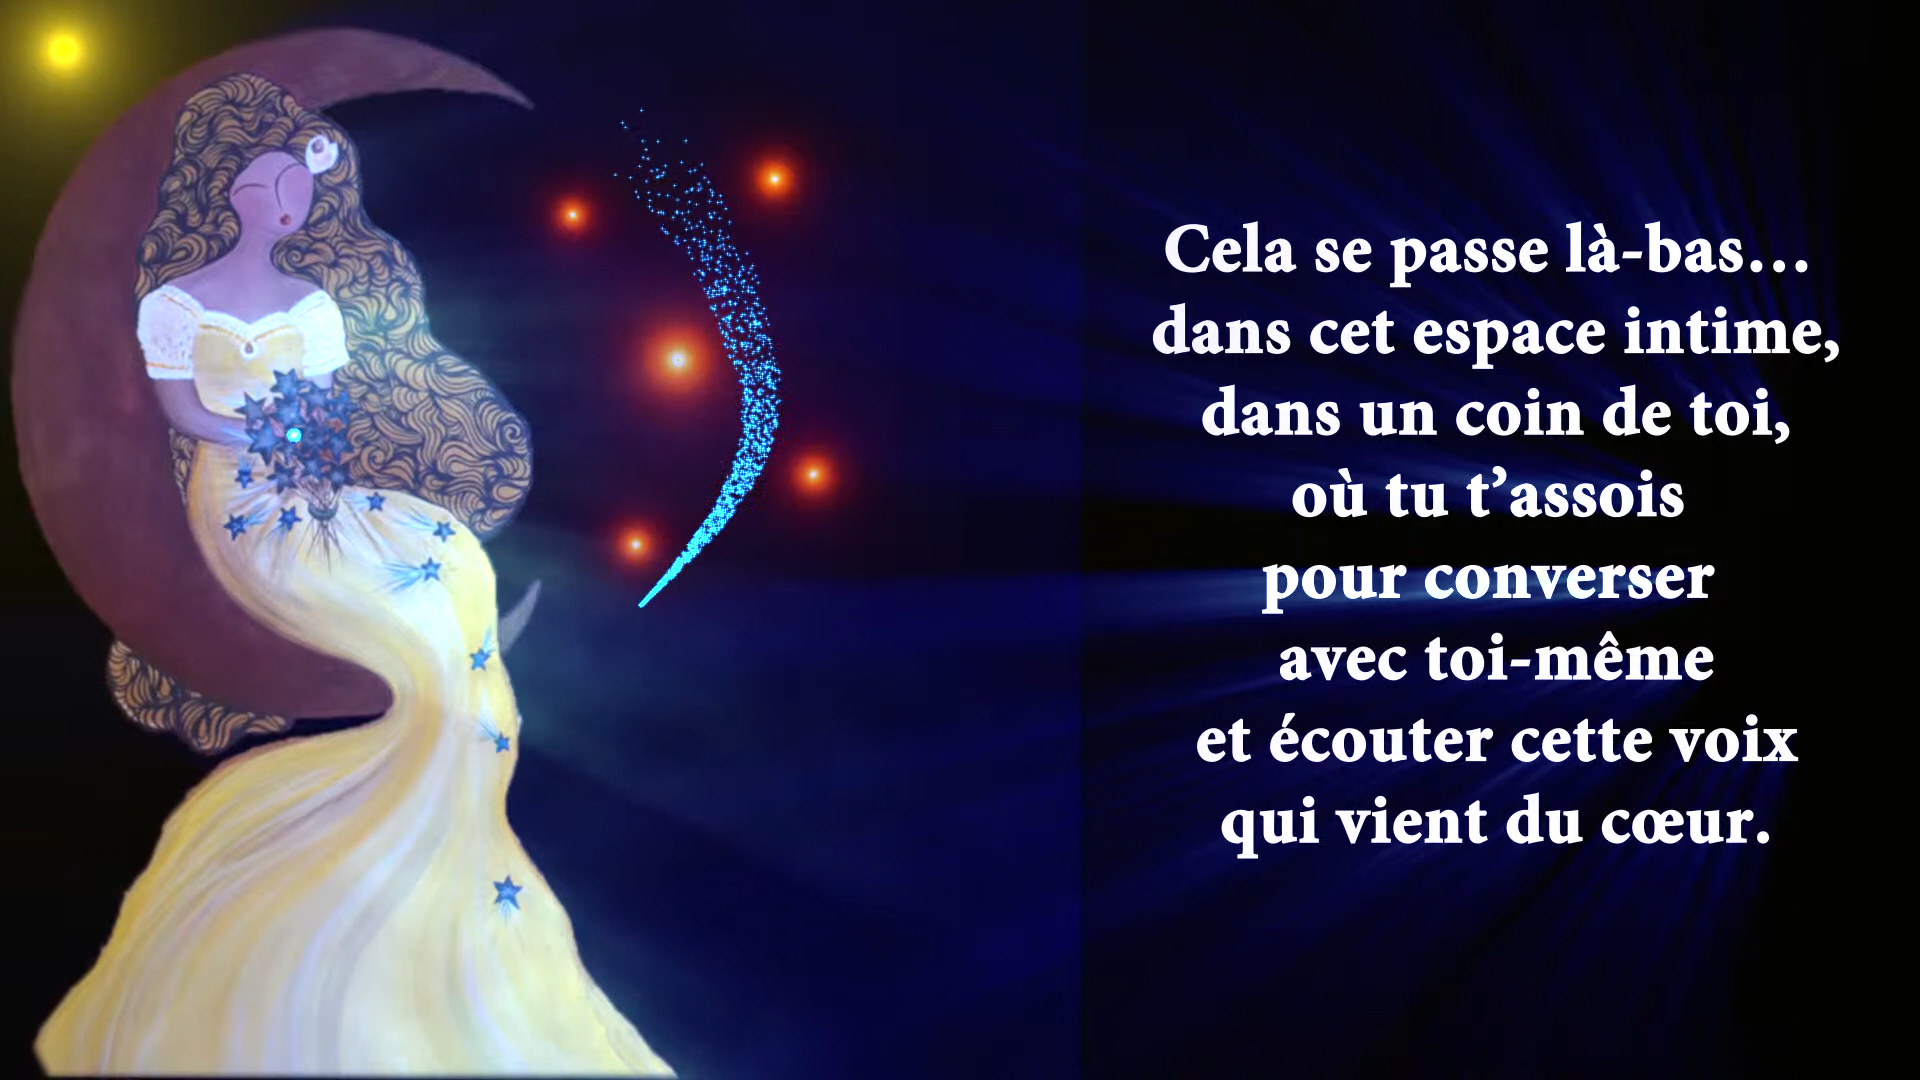 Cela se passe là-bas…
dans cet espace intime,
dans un coin de toi,
où tu t’assois
pour converser
avec toi-même
et écouter cette voix
qui vient du cœur.